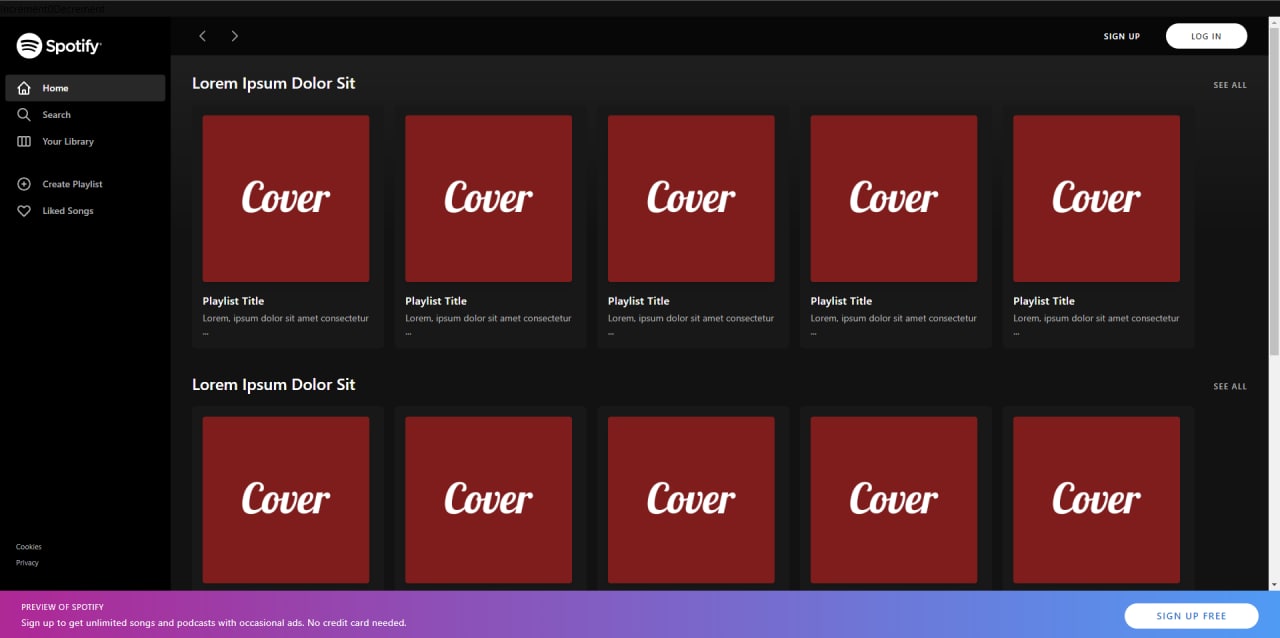 Increment0Decrement
Spotify
SIGN UP
LOG IN
Home
Search
Your Library
Create Playlist
Liked Songs
Cookies
Privacy
Lorem Ipsum Dolor Sit
SEE ALL
Cover
Cover
Cover
Cover
Cover
Playlist Title
Playlist Title
Playlist Title
Playlist Title
Playlist Title
Lorem, ipsum dolor sit amet consectetur
...
Lorem, ipsum dolor sit amet consectetur
...
Lorem, ipsum dolor sit amet consectetur
...
Lorem, ipsum dolor sit amet consectetur
...
Lorem, ipsum dolor sit amet consectetur
...
Lorem Ipsum Dolor Sit
SEE ALL
Cover
Cover
Cover
Cover
Cover
PREVIEW OF SPOTIFY
Sign up to get unlimited songs and podcasts with occasional ads. No credit card needed.
SIGN UP FREE